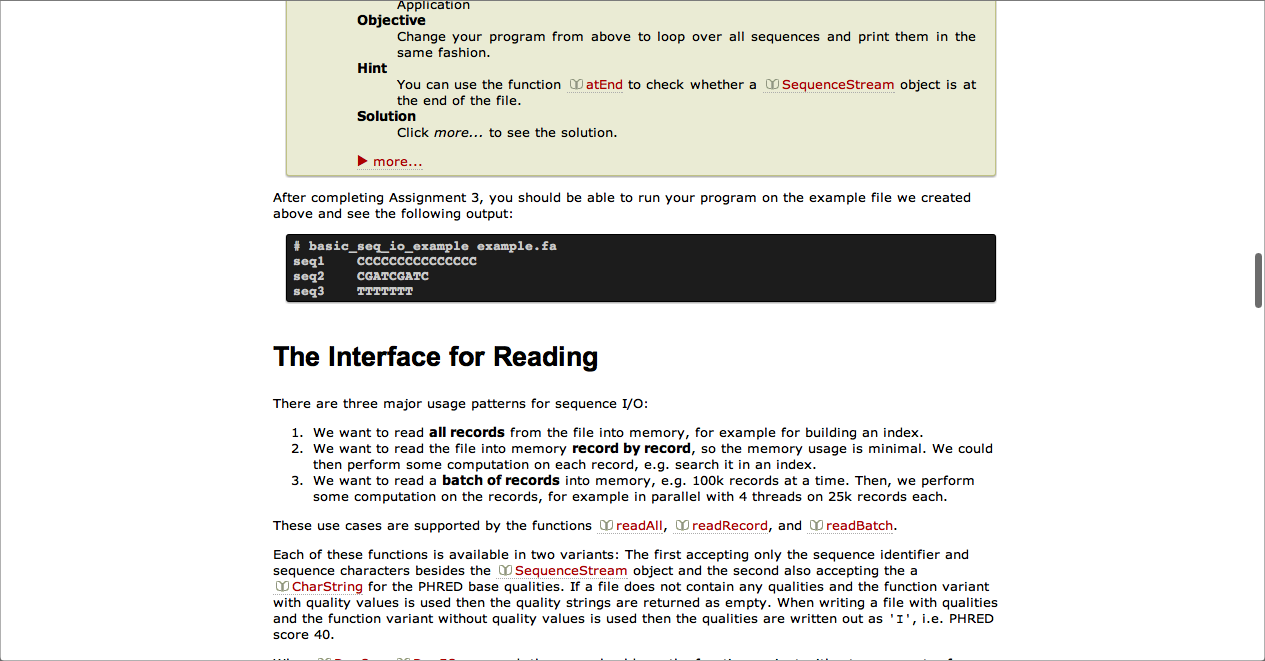 Application
Objective
Change your program from above to loop over all sequences and print them in the
same fashion.
Hint
You can use the function atEnd to check whether a SequenceStream object is at
the end of the file.
Solution
Click more... to see the solution.
more...
After completing Assignment 3, you should be able to run your program on the example file we created
above and see the following output:
# basic_seq_io_example example.fa
seq1    CCCCCCCCCCCCCCC
seq2    CGATCGATC
seq3    TTTTTTT
The Interface for Reading
There are three major usage patterns for sequence I/O:
1. We want to read all records from the file into memory, for example for building an index.
2. We want to read the file into memory record by record, so the memory usage is minimal. We could
then perform some computation on each record, e.g. search it in an index.
3. We want to read a batch of records into memory, e.g. 100k records at a time. Then, we perform
some computation on the records, for example in parallel with 4 threads on 25k records each.
These use cases are supported by the functions readAll, readRecord, and readBatch.
Each of these functions is available in two variants: The first accepting only the sequence identifier and
sequence characters besides the SequenceStream object and the second also accepting the a
CharString for the PHRED base qualities. If a file does not contain any qualities and the function variant
with quality values is used then the quality strings are returned as empty. When writing a file with qualities
and the function variant without quality values is used then the qualities are written out as 'I', i.e. PHRED
score 40.